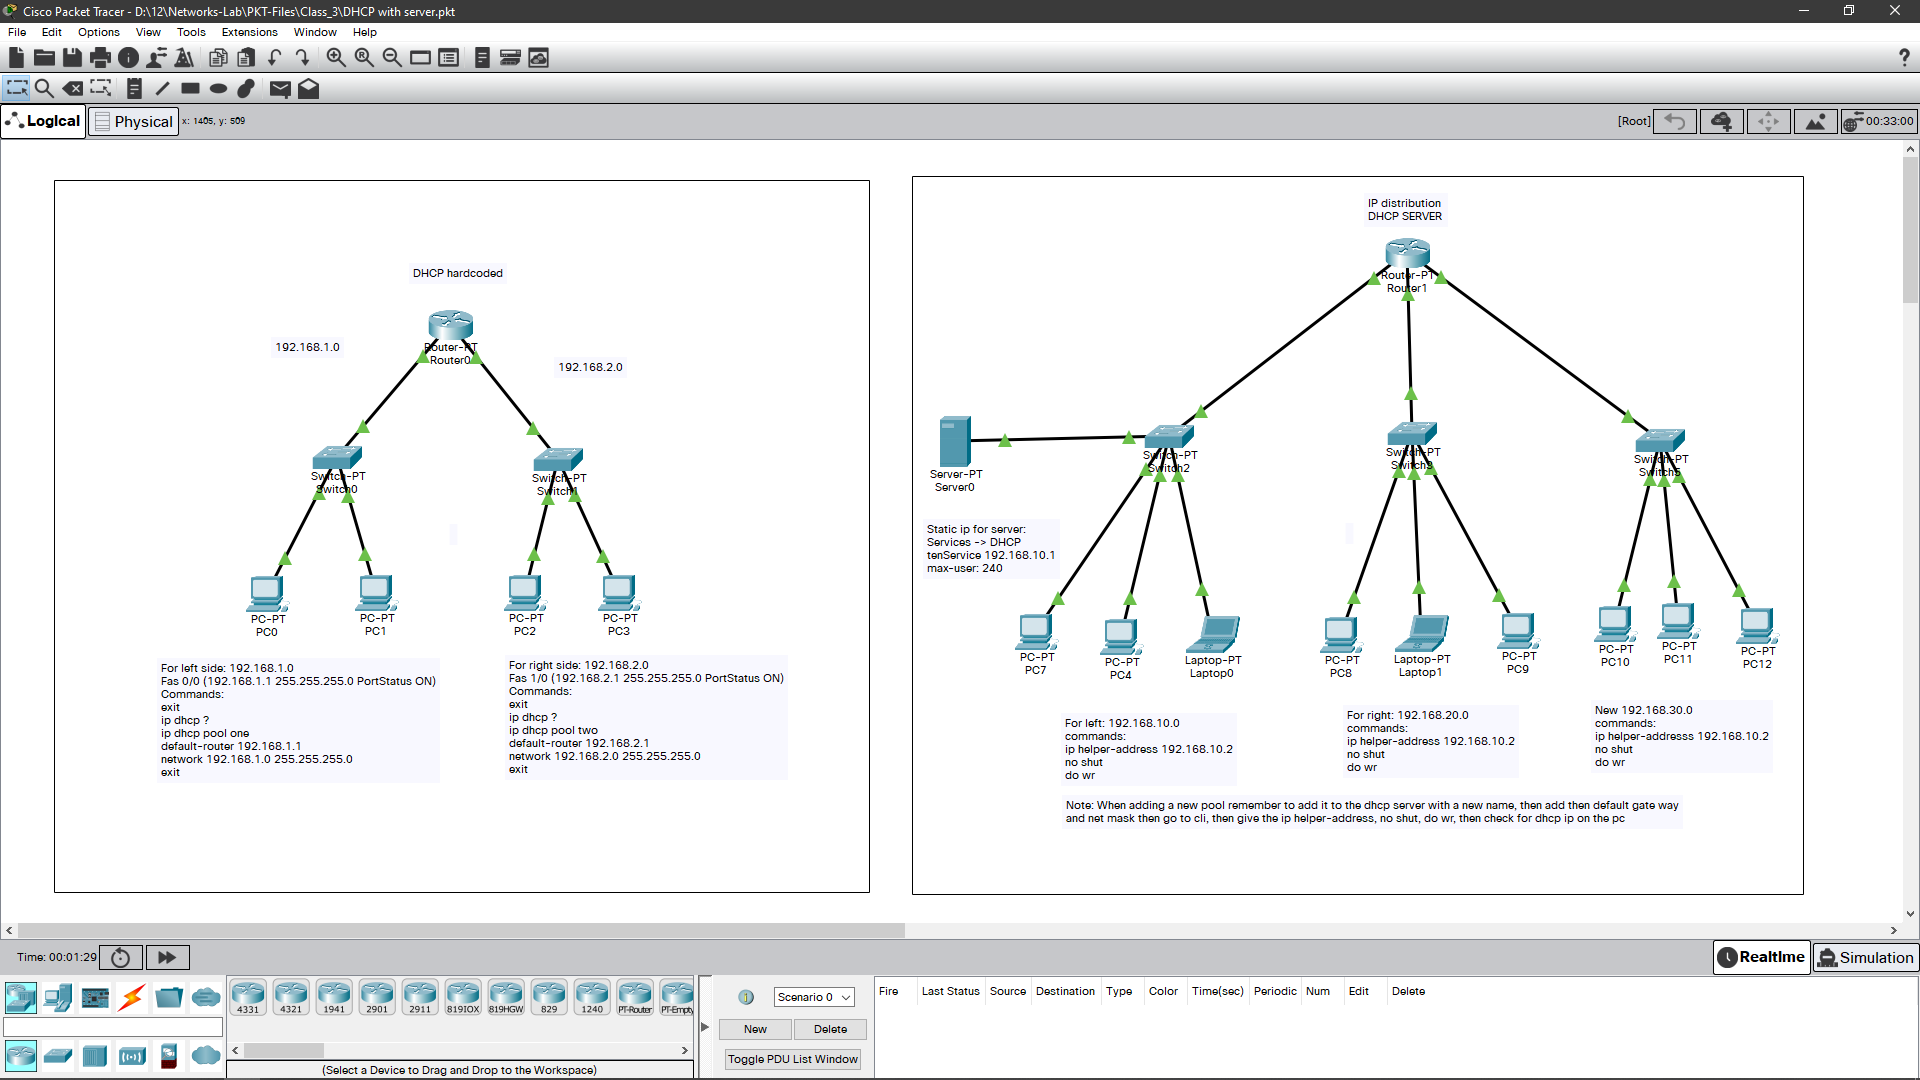 Cisco Packet Tracer - D:\12\Networks-Lab\PKT-Files\Class_3\DHCP with server.pkt
File Edit Options View Tools Extensions Window Help
Logical
Physical
x: 1405, y: 509
[Root]
00:33:00
DHCP hardcoded
192.168.1.0
192.168.2.0
Router-PT
Router0
Switch-PT
Switch0
Switch-PT
Switch1
PC-PT
PC0
PC-PT
PC1
PC-PT
PC2
PC-PT
PC3
For left side: 192.168.1.0
Fas 0/0 (192.168.1.1 255.255.255.0 PortStatus ON)
Commands:
exit
ip dhcp ?
ip dhcp pool one
default-router 192.168.1.1
network 192.168.1.0 255.255.255.0
exit
For right side: 192.168.2.0
Fas 1/0 (192.168.2.1 255.255.255.0 PortStatus ON)
Commands:
exit
ip dhcp ?
ip dhcp pool two
default-router 192.168.2.1
network 192.168.2.0 255.255.255.0
exit
IP distribution
DHCP SERVER
Router-PT
Router1
Server-PT
Server0
Switch-PT
Switch2
Switch-PT
Switch-PT
Static ip for server:
Services -> DHCP
tenService 192.168.10.1
max-user: 240
PC-PT
PC7
PC-PT
PC4
Laptop-PT
Laptop0
PC-PT
PC8
Laptop-PT
Laptop1
PC-PT
PC9
PC-PT
PC10
PC-PT
PC11
PC-PT
PC12
For left: 192.168.10.0
commands:
ip helper-address 192.168.10.2
no shut
do wr
For right: 192.168.20.0
commands:
ip helper-address 192.168.10.2
no shut
do wr
New 192.168.30.0
commands:
ip helper-addresss 192.168.10.2
no shut
do wr
Note: When adding a new pool remember to add it to the dhcp server with a new name, then add then default gate way
and net mask then go to cli, then give the ip helper-address, no shut, do wr, then check for dhcp ip on the pc
Time: 00:01:29
Realtime
Simulation
4331 4321 1941 2901 2911 819IOX 819HGW 829 1240 PT-Router PT-Empty
(Select a Device to Drag and Drop to the Workspace)
Scenario 0
New
Delete
Toggle PDU List Window
Fire Last Status Source Destination Type Color Time(sec) Periodic Num Edit Delete